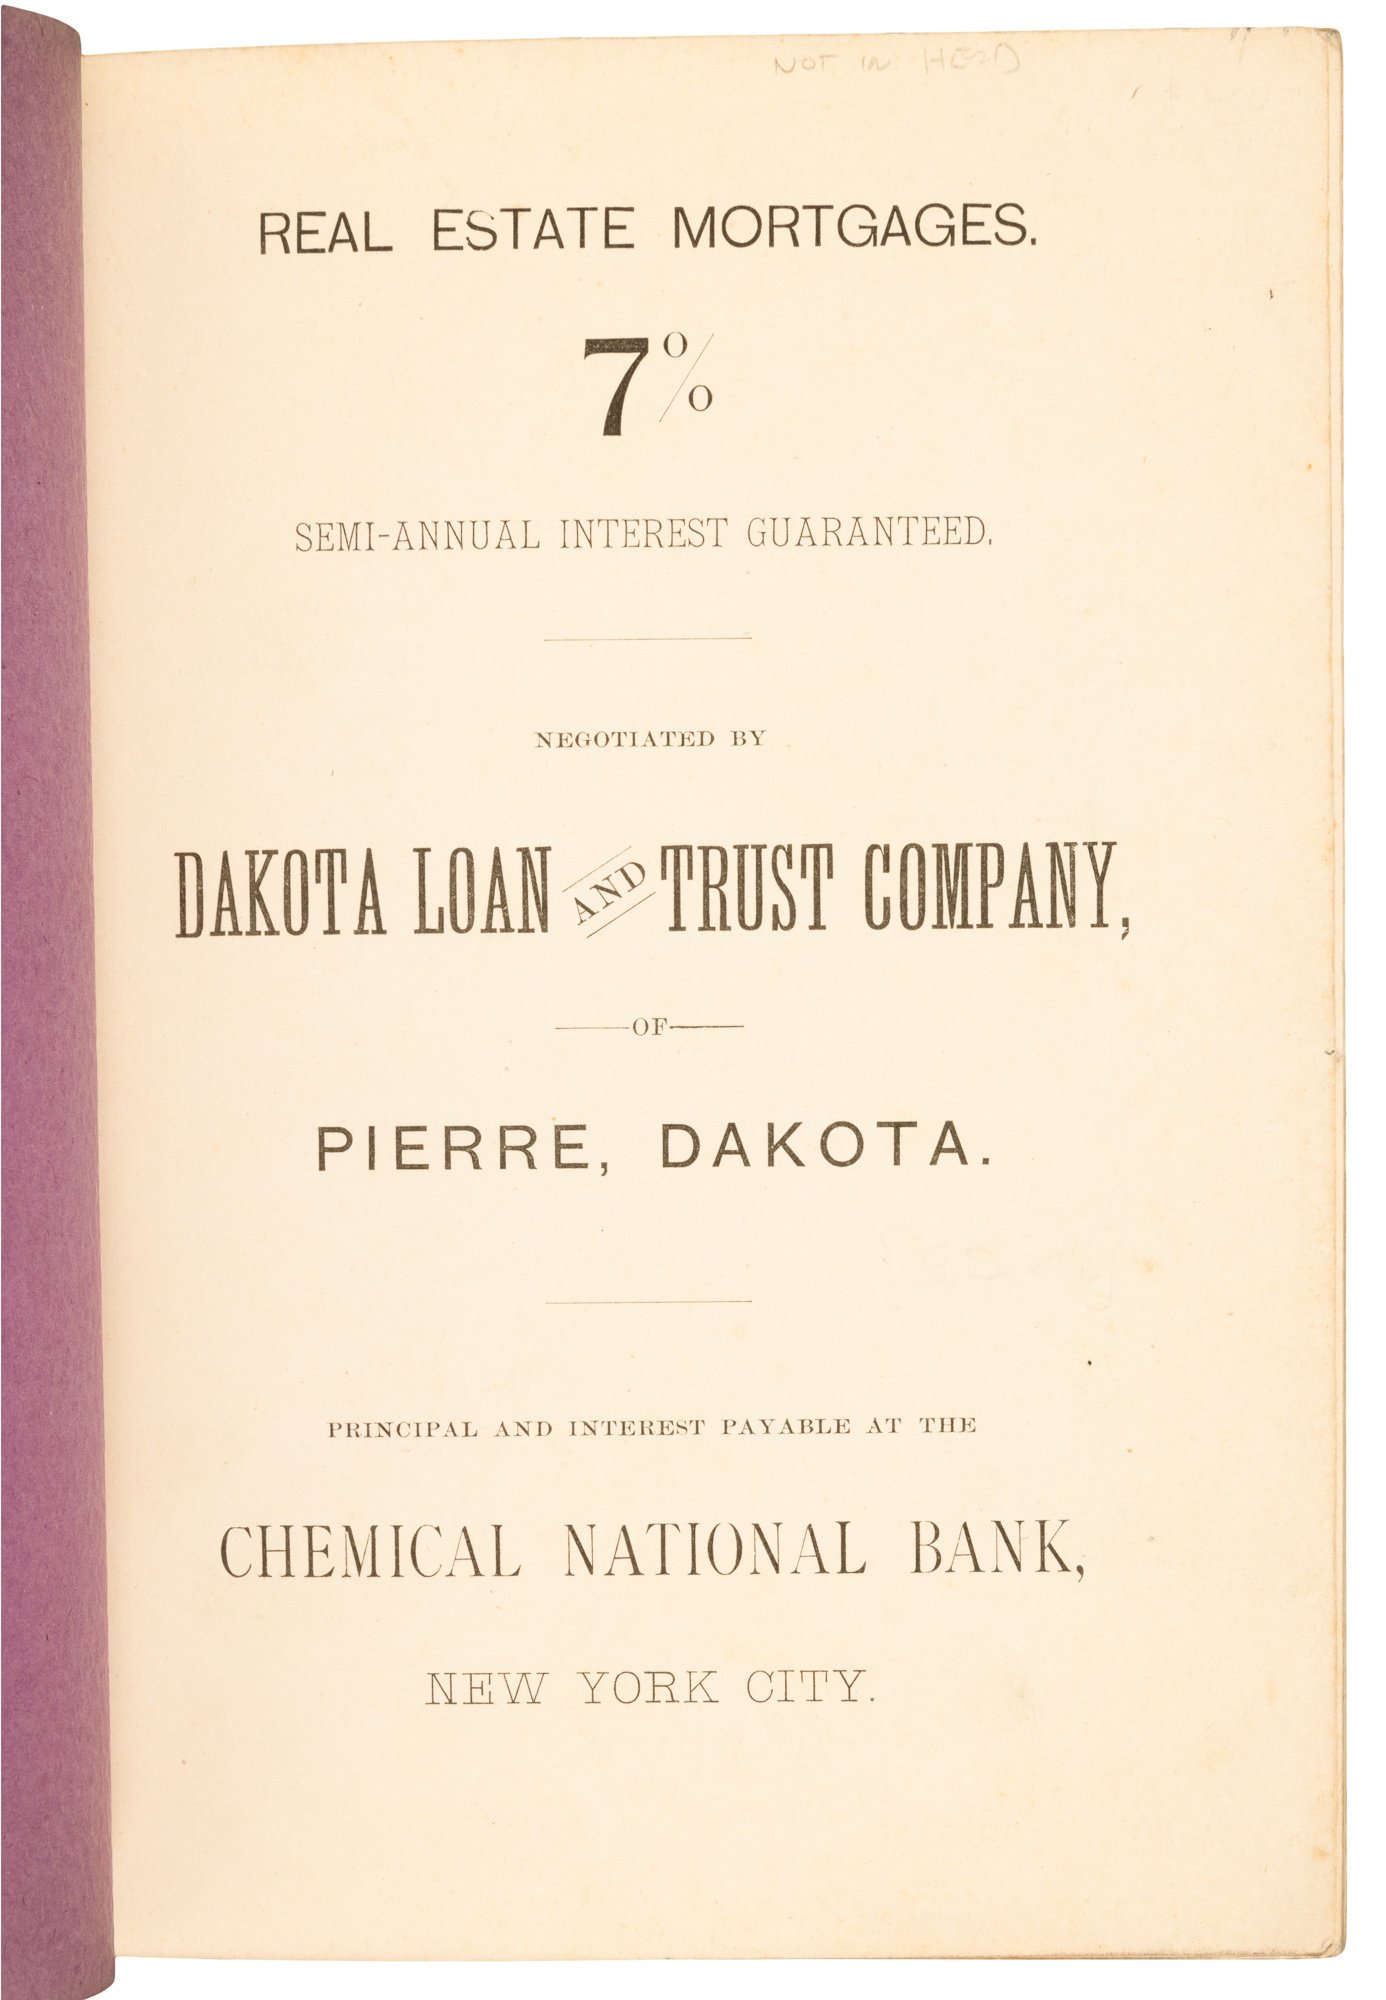 NOT IN HERD
REAL ESTATE MORTGAGES.
7%
SEMI-ANNUAL INTEREST GUARANTEED.
NEGOTIATED BY
DAKOTA LOAN AND TRUST COMPANY,
OF
PIERRE, DAKOTA.
PRINCIPAL AND INTEREST PAYABLE AT THE
CHEMICAL NATIONAL BANK,
NEW YORK CITY.